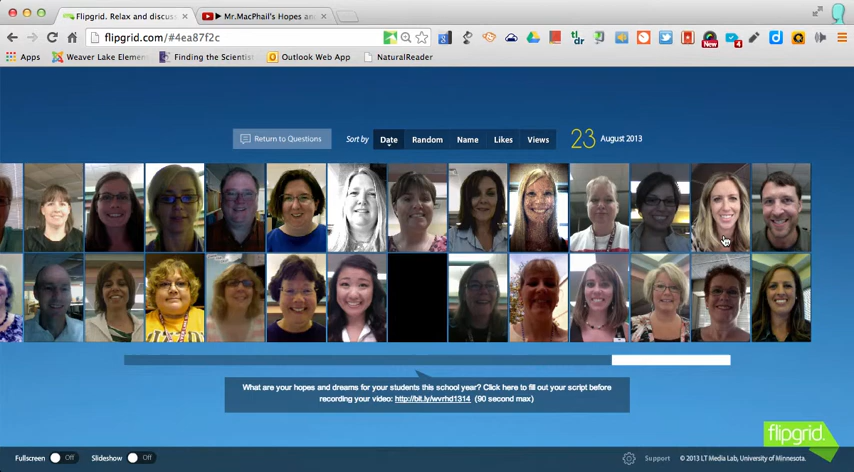 Flipgrid. Relax and discuss
Mr.MacPhail's Hopes and
flipgrid.com/#4ea87f2c
tl;dr
New
4
Apps
Weaver Lake Elemen
Finding the Scientist
Outlook Web App
NaturalReader
Return to Questions
Sort by
Date
Random
Name
Likes
Views
23 August 2013
What are your hopes and dreams for your students this school year? Click here to fill out your script before
recording your video: http://bit.ly/wvrhd1314 (90 second max)
flipgrid.
Fullscreen Off Slideshow Off
Support © 2013 LT Media Lab, University of Minnesota.